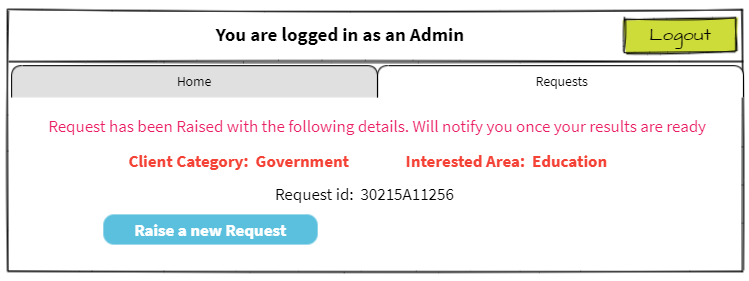 You are logged in as an Admin
Logout
Home
Requests
Request has been Raised with the following details. Will notify you once your results are ready
Client Category: Government
Interested Area: Education
Request id: 30215A11256
Raise a new Request